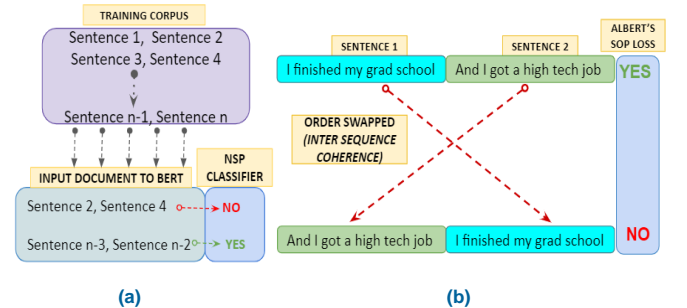 TRAINING CORPUS
Sentence 1, Sentence 2
Sentence 3, Sentence 4
Sentence n-1, Sentence n
INPUT DOCUMENT TO BERT
NSP
CLASSIFIER
Sentence 2, Sentence 4
NO
Sentence n-3, Sentence n-2
YES
(a)
SENTENCE 1
SENTENCE 2
ALBERT'S
SOP LOSS
I finished my grad school
And I got a high tech job
YES
ORDER SWAPPED
(INTER SEQUENCE
COHERENCE)
And I got a high tech job
I finished my grad school
NO
(b)